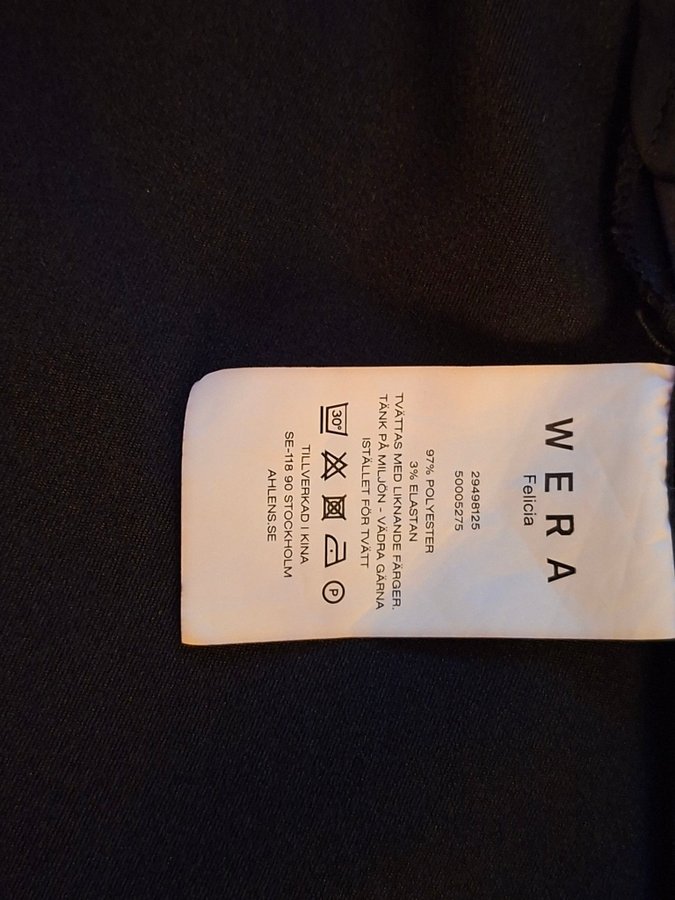 WERA
Felicia
29498125
50005275
97% POLYESTER
3% ELASTAN
TVÄTTAS MED LIKNANDE FÄRGER.
TÄNK PÅ MILJÖN - VÄDRA GÄRNA
ISTÄLLET FÖR TVÄTT
30° P
TILLVERKAD I KINA
SE-118 90 STOCKHOLM
AHLENS.SE